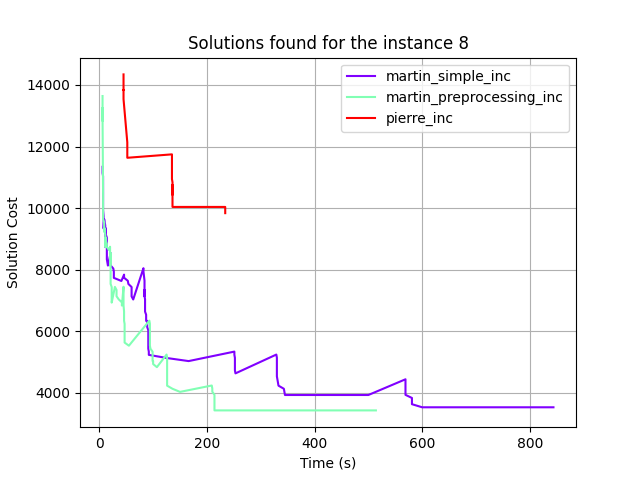 Solutions found for the instance 8
martin_simple_inc
martin_preprocessing_inc
pierre_inc
Solution Cost
14000
12000
10000
8000
6000
4000
0 200 400 600 800
Time (s)